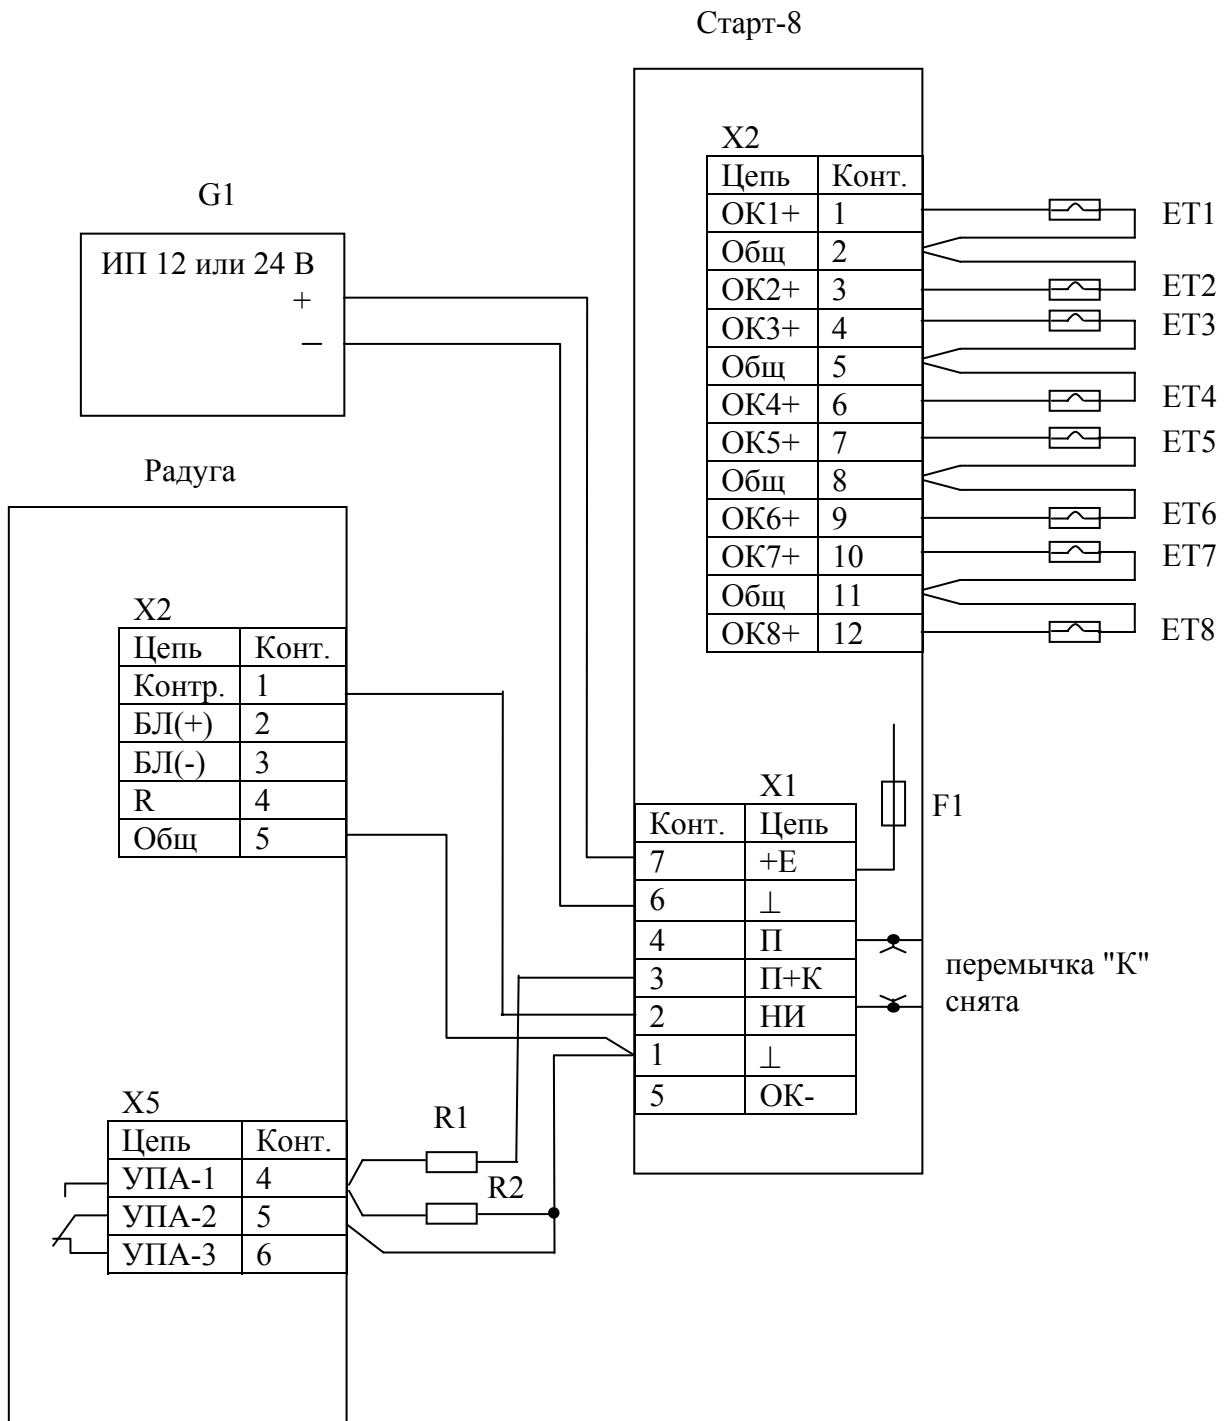 Старт-8
X2
Цепь Конт.
ОК1+ 1
Общ 2
ОК2+ 3
ОК3+ 4
Общ 5
ОК4+ 6
ОК5+ 7
Общ 8
ОК6+ 9
ОК7+ 10
Общ 11
ОК8+ 12
ET1
ET2
ET3
ET4
ET5
ET6
ET7
ET8
G1
ИП 12 или 24 В
+
–
Радуга
X2
Цепь Конт.
Контр. 1
БЛ(+) 2
БЛ(-) 3
R 4
Общ 5
F1
X1
Конт. Цепь
7 +E
6 ⊥
4 П
3 П+К
2 НИ
1 ⊥
5 ОК-
перемычка "К"
снята
X5
Цепь Конт.
УПА-1 4
УПА-2 5
УПА-3 6
R1
R2